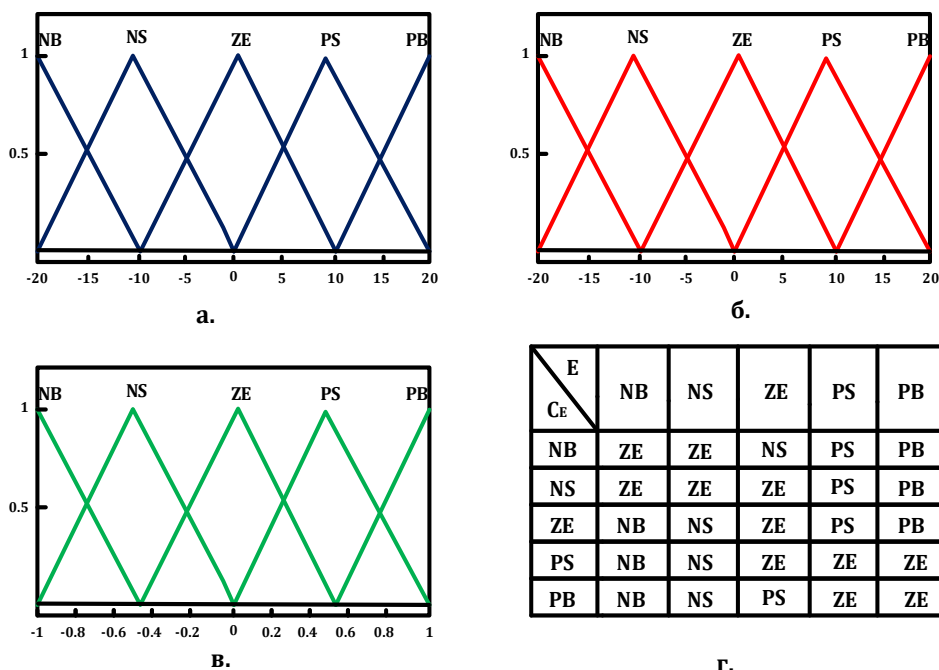 NB NS ZE PS PB
1
0.5
-20 -15 -10 0 5 10 15 20
а.
NB NS ZE PS PB
1
0.5
-20 -15 -10 0 5 10 15 20
б.
NB NS ZE PS PB
1
0.5
-1 -0.8 -0.6 -0.4 -0.2 0 0.2 0.4 0.6 0.8 1
в.
E
CE NB NS ZE PS PB
NB ZE ZE NS PS PB
NS ZE ZE ZE PS PB
ZE NB NS ZE PS PB
PS NB NS ZE ZE ZE
PB NB NS PS ZE ZE
г.